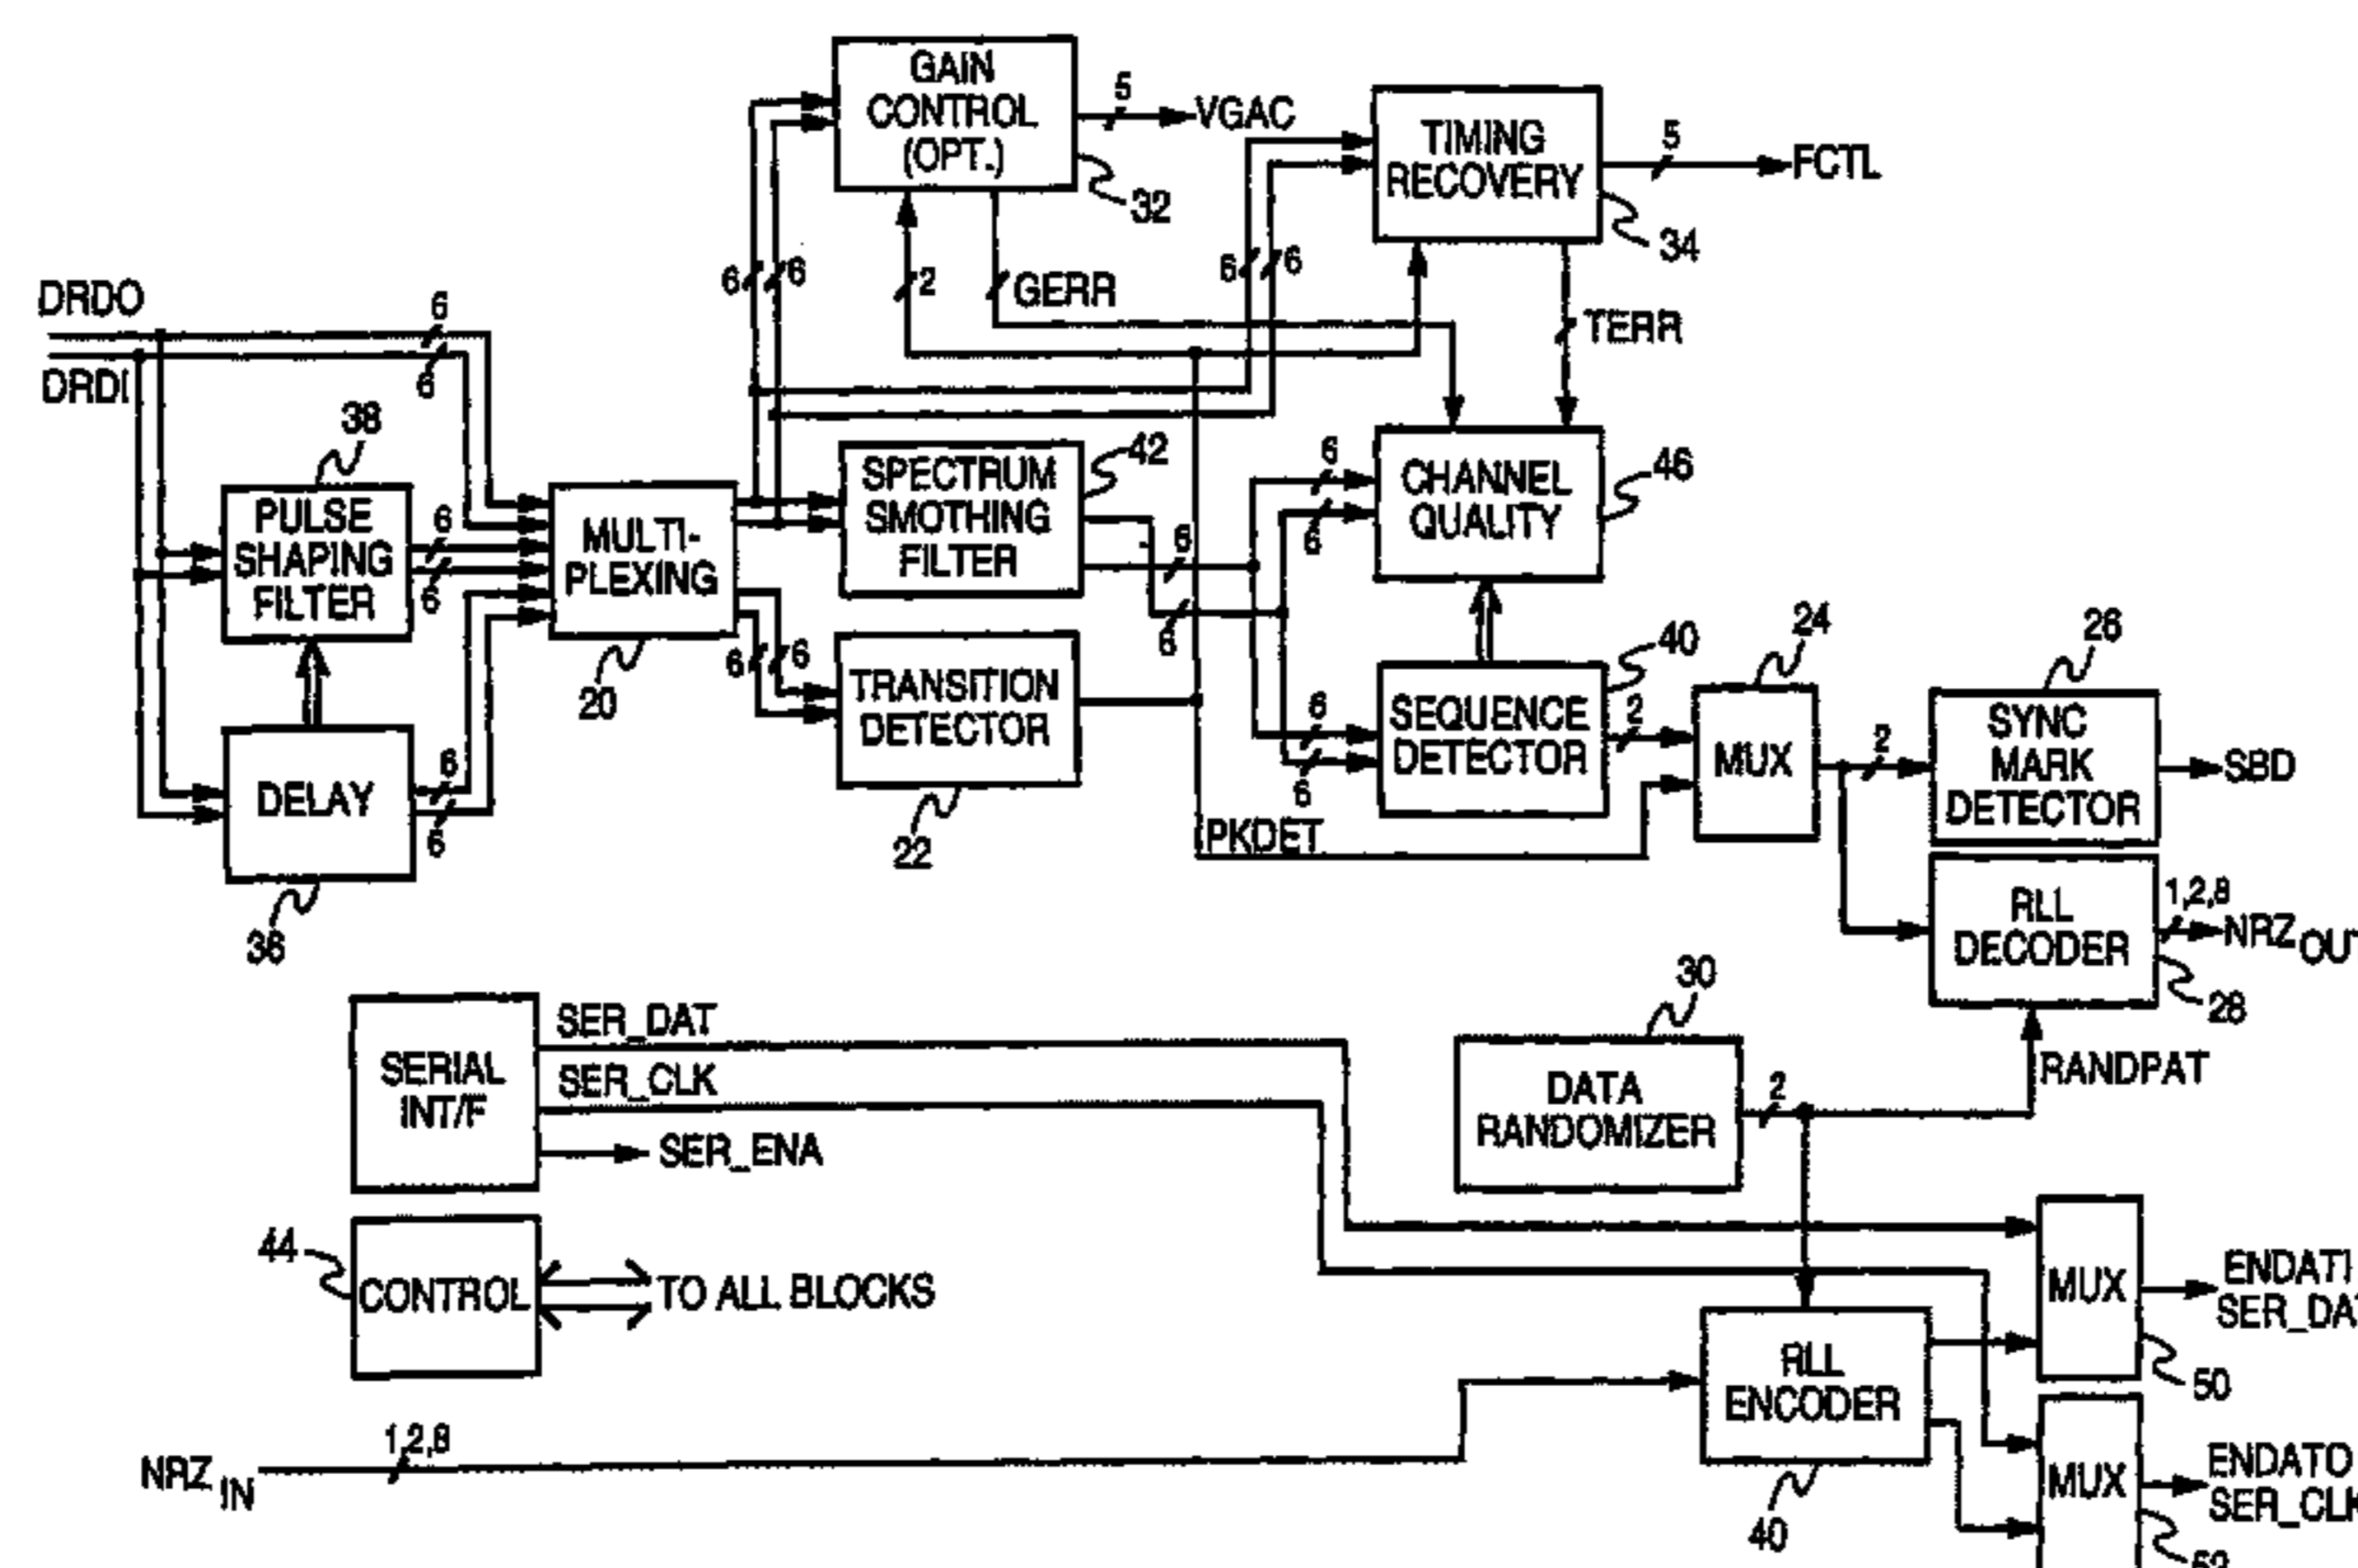 GAIN
CONTROL
(OPT.)
5
VGAC
32
TIMING
RECOVERY
5
FCTL
34
6
6
2
GERR
6
6
TERR
DRDO
DRDI
6
6
38
PULSE
SHAPING
FILTER
6
6
MULTI-
PLEXING
20
6
6
SPECTRUM
SMOTHING
FILTER
42
6
6
CHANNEL
QUALITY
46
6
6
TRANSITION
DETECTOR
22
DELAY
36
6
6
SEQUENCE
DETECTOR
40
6
6
2
PKDET
MUX
24
2
SYNC
MARK
DETECTOR
26
SBD
RLL
DECODER
28
1,2,8
NRZ OUT
SERIAL
INT/F
SER_DAT
SER_CLK
SER_ENA
30
DATA
RANDOMIZER
2
RANDPAT
44
CONTROL
TO ALL BLOCKS
MUX
50
ENDATI
SER_DAT
RLL
ENCODER
40
MUX
52
ENDATO
SER_CLK
NRZ IN
1,2,8